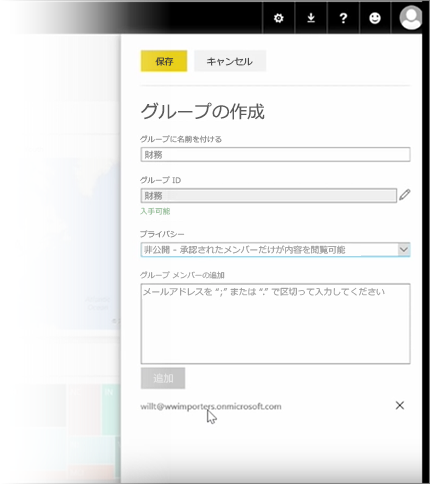 ?
保存 キャンセル
グループの作成
グループに名前を付ける
財務
グループ ID
財務
入手可能
プライバシー
非公開 - 承認されたメンバーだけが内容を閲覧可能
グループ メンバーの追加
メールアドレスを “;” または “.” で区切って入力してください
追加
willt@wwimporters.onmicrosoft.com